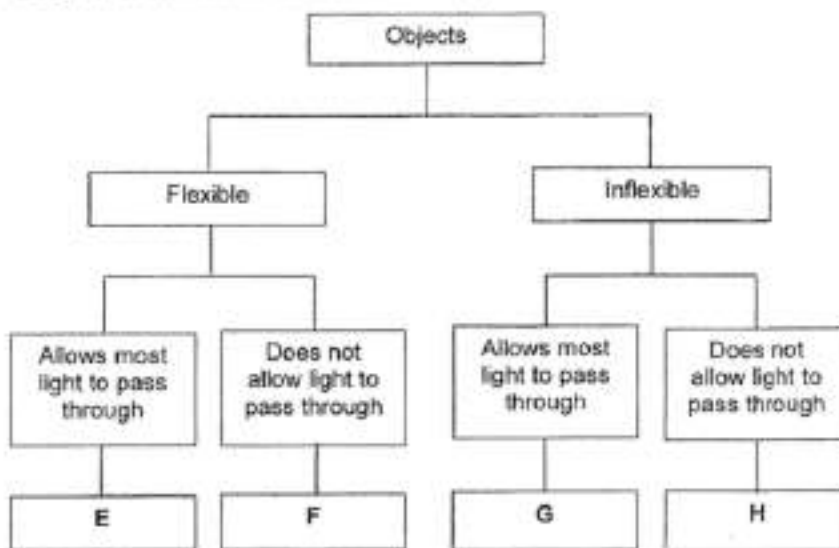 Objects
Flexible
Inflexible
Allows most
light to pass
through
Does not
allow light to
pass through
Allows most
light to pass
through
Does not
allow light to
pass through
E
F
G
H